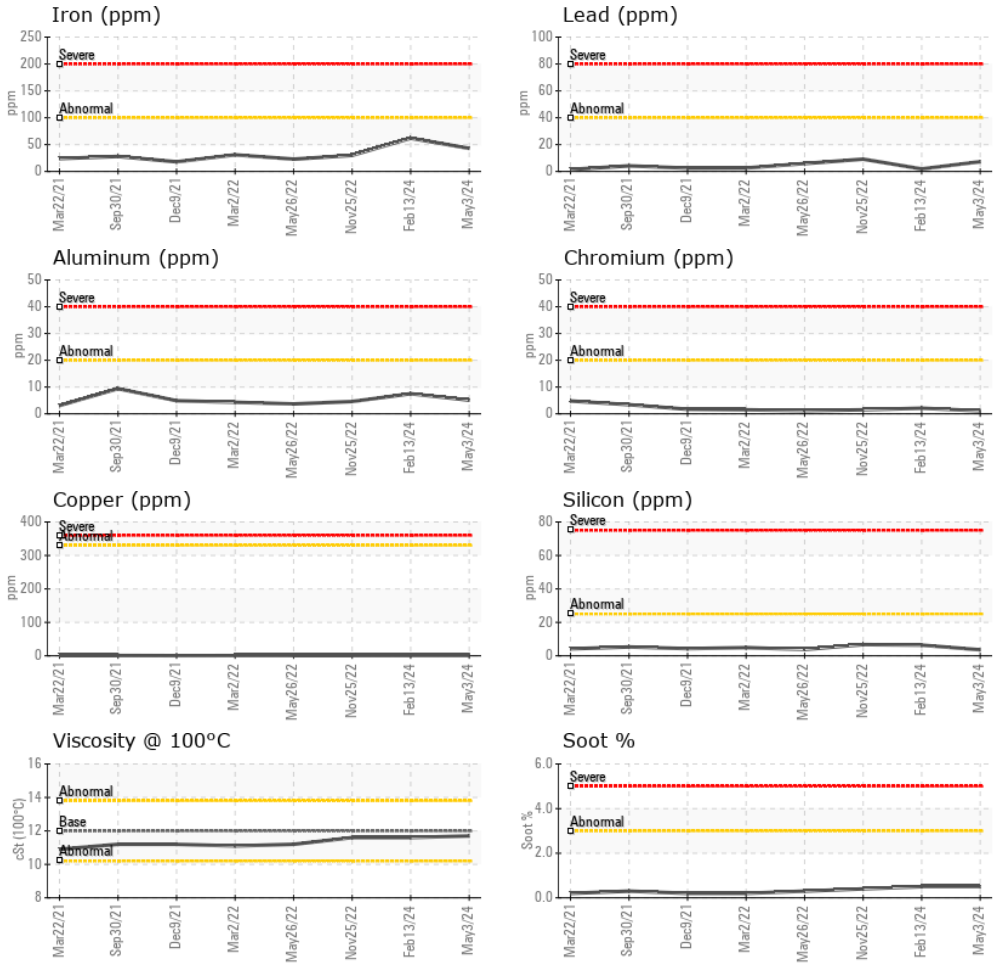 Iron (ppm)
250
200
150
100
50
0
ppm
Severe
Abnormal
Mar22/21
Sep30/21
Dec9/21
Mar2/22
May26/22
Nov25/22
Feb13/24
May3/24
Lead (ppm)
100
80
60
40
20
0
ppm
Severe
Abnormal
Mar22/21
Sep30/21
Dec9/21
Mar2/22
May26/22
Nov25/22
Feb13/24
May3/24
Aluminum (ppm)
50
40
30
20
10
0
ppm
Severe
Abnormal
Mar22/21
Sep30/21
Dec9/21
Mar2/22
May26/22
Nov25/22
Feb13/24
May3/24
Chromium (ppm)
50
40
30
20
10
0
ppm
Severe
Abnormal
Mar22/21
Sep30/21
Dec9/21
Mar2/22
May26/22
Nov25/22
Feb13/24
May3/24
Copper (ppm)
400
300
200
100
0
ppm
Severe
Abnormal
Mar22/21
Sep30/21
Dec9/21
Mar2/22
May26/22
Nov25/22
Feb13/24
May3/24
Silicon (ppm)
80
60
40
20
0
ppm
Severe
Abnormal
Mar22/21
Sep30/21
Dec9/21
Mar2/22
May26/22
Nov25/22
Feb13/24
May3/24
Viscosity @ 100°C
16
14
12
10
8
cSt (100°C)
Abnormal
Base
Abnormal
Mar22/21
Sep30/21
Dec9/21
Mar2/22
May26/22
Nov25/22
Feb13/24
May3/24
Soot %
6.0
4.0
2.0
0.0
Soot %
Severe
Abnormal
Mar22/21
Sep30/21
Dec9/21
Mar2/22
May26/22
Nov25/22
Feb13/24
May3/24